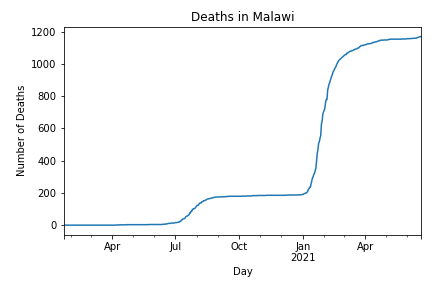 Deaths in Malawi
Number of Deaths
1200
1000
800
600
400
200
0
Apr
Jul
Oct
Jan
2021
Apr
Day